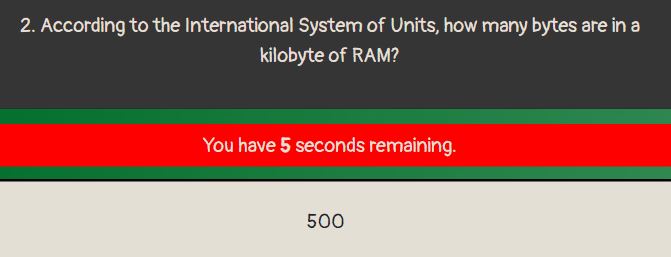 2. According to the International System of Units, how many bytes are in a
kilobyte of RAM?
You have 5 seconds remaining.
500